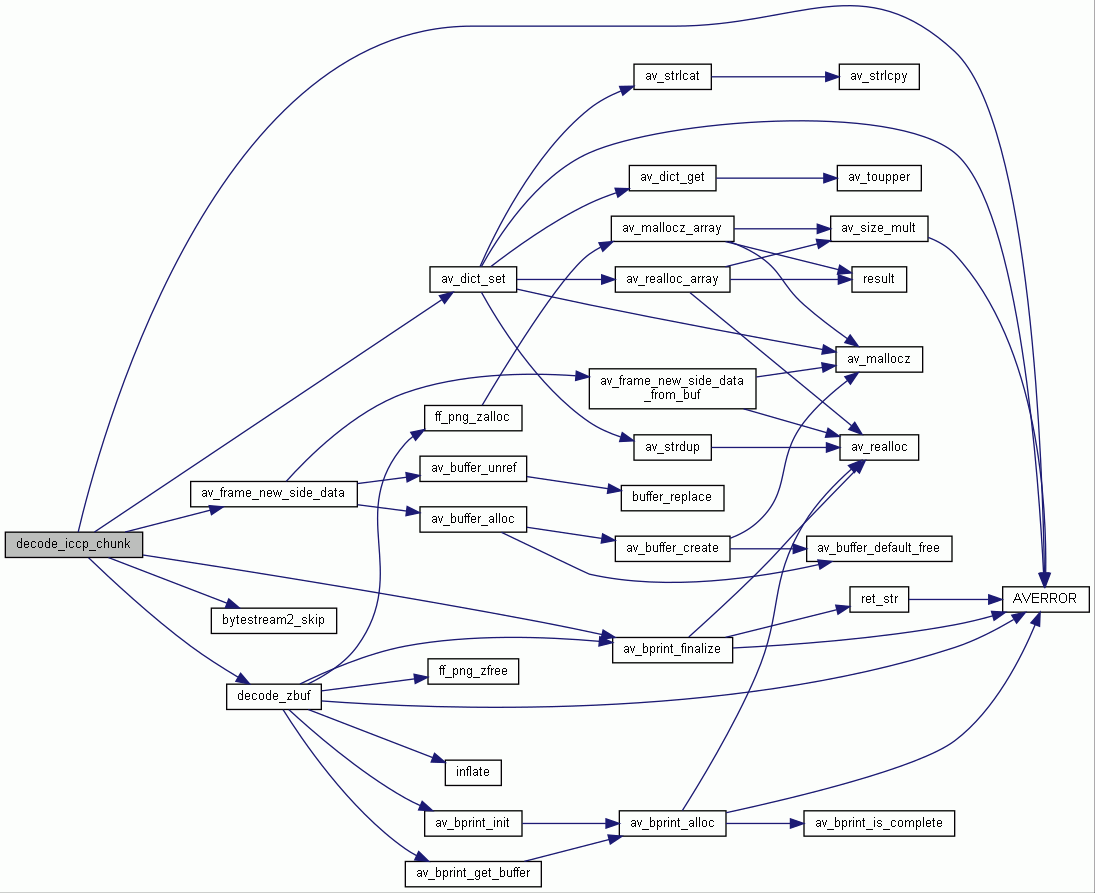 av_strlcat
av_strlcpy
av_dict_get
av_toupper
av_mallocz_array
av_size_mult
av_dict_set
av_realloc_array
result
av_mallocz
av_frame_new_side_data
_from_buf
ff_png_zalloc
av_strdup
av_realloc
av_buffer_unref
av_frame_new_side_data
buffer_replace
av_buffer_alloc
decode_iccp_chunk
av_buffer_create
av_buffer_default_free
ret_str
AVERROR
bytestream2_skip
av_bprint_finalize
ff_png_zfree
decode_zbuf
inflate
av_bprint_init
av_bprint_alloc
av_bprint_is_complete
av_bprint_get_buffer